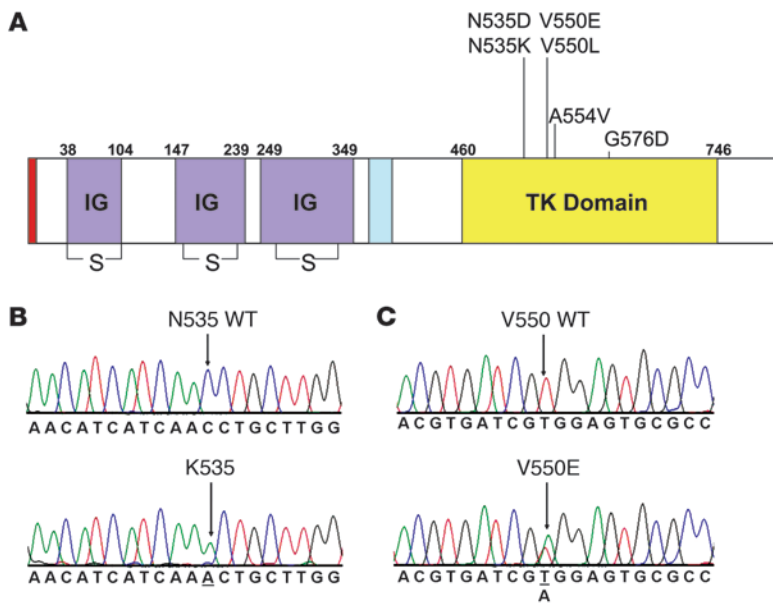 A
N535D V550E
N535K V550L
A554V
G576D
38 104 147 239 249 349 460 746
IG IG IG TK Domain
S S S
B
N535 WT
AACATCATCAACCTGCTTGG
K535
AACATCATCAAACTGCTTGG
C
V550 WT
ACGTGATCGTGGAGTGCGCC
V550E
ACGTGATCGTGGAGTGCGCC
A